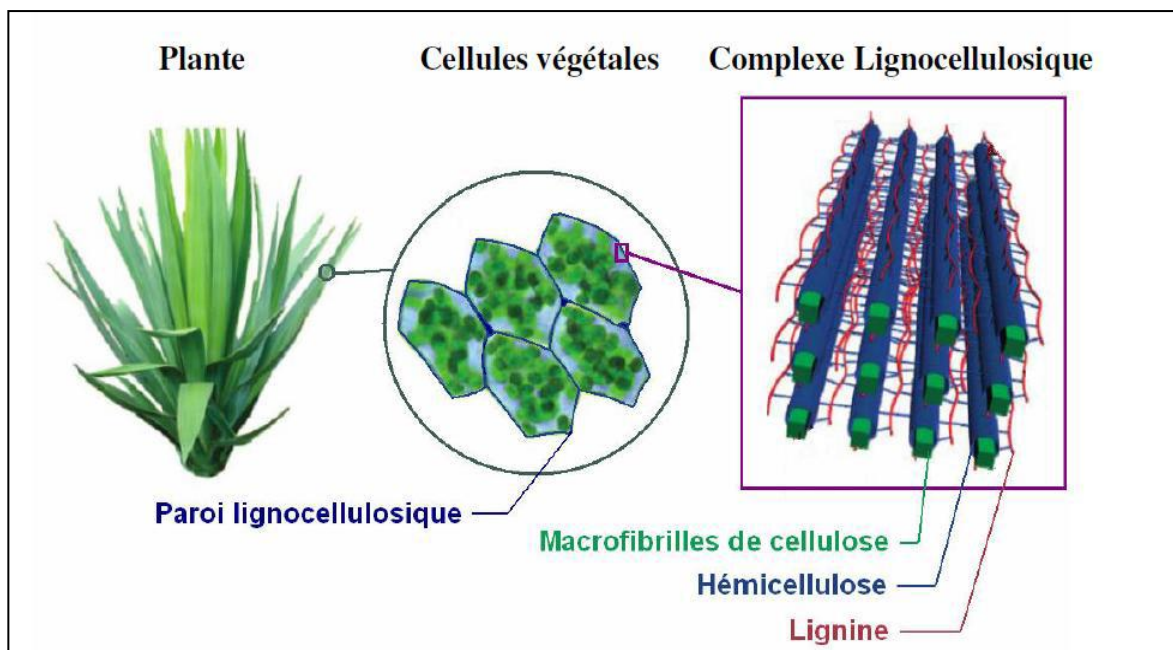 Plante
Cellules végétales
Complexe Lignocellulosique
Paroi lignocellulosique
Macrofibrilles de cellulose
Hémicellulose
Lignine